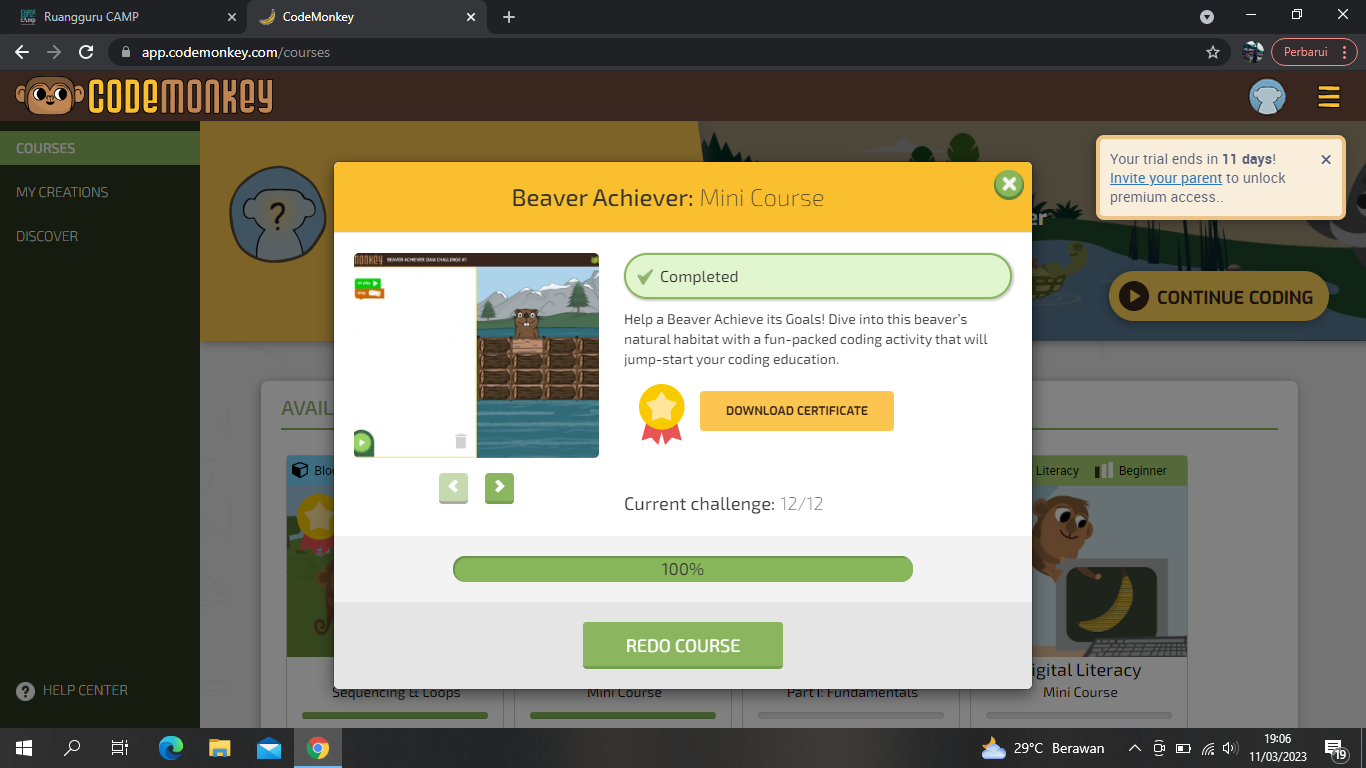 Ruangguru CAMP
CodeMonkey
app.codemonkey.com/courses
Perbarui
CODEMONKEY
COURSES
MY CREATIONS
DISCOVER
HELP CENTER
?
Your trial ends in 11 days!
Invite your parent to unlock
premium access..
er
CONTINUE CODING
Beaver Achiever: Mini Course
BEAVER ACHIEVER: DAM CHALLENGE #1
Completed
Help a Beaver Achieve its Goals! Dive into this beaver's
natural habitat with a fun-packed coding activity that will
jump-start your coding education.
DOWNLOAD CERTIFICATE
Current challenge: 12/12
100%
REDO COURSE
AVAIL
Bloc
Literacy
Beginner
igital Literacy
Sequencing & Loops
Mini Course
Part I: Fundamentals
Mini Course
29°C Berawan
19:06
11/03/2023
19